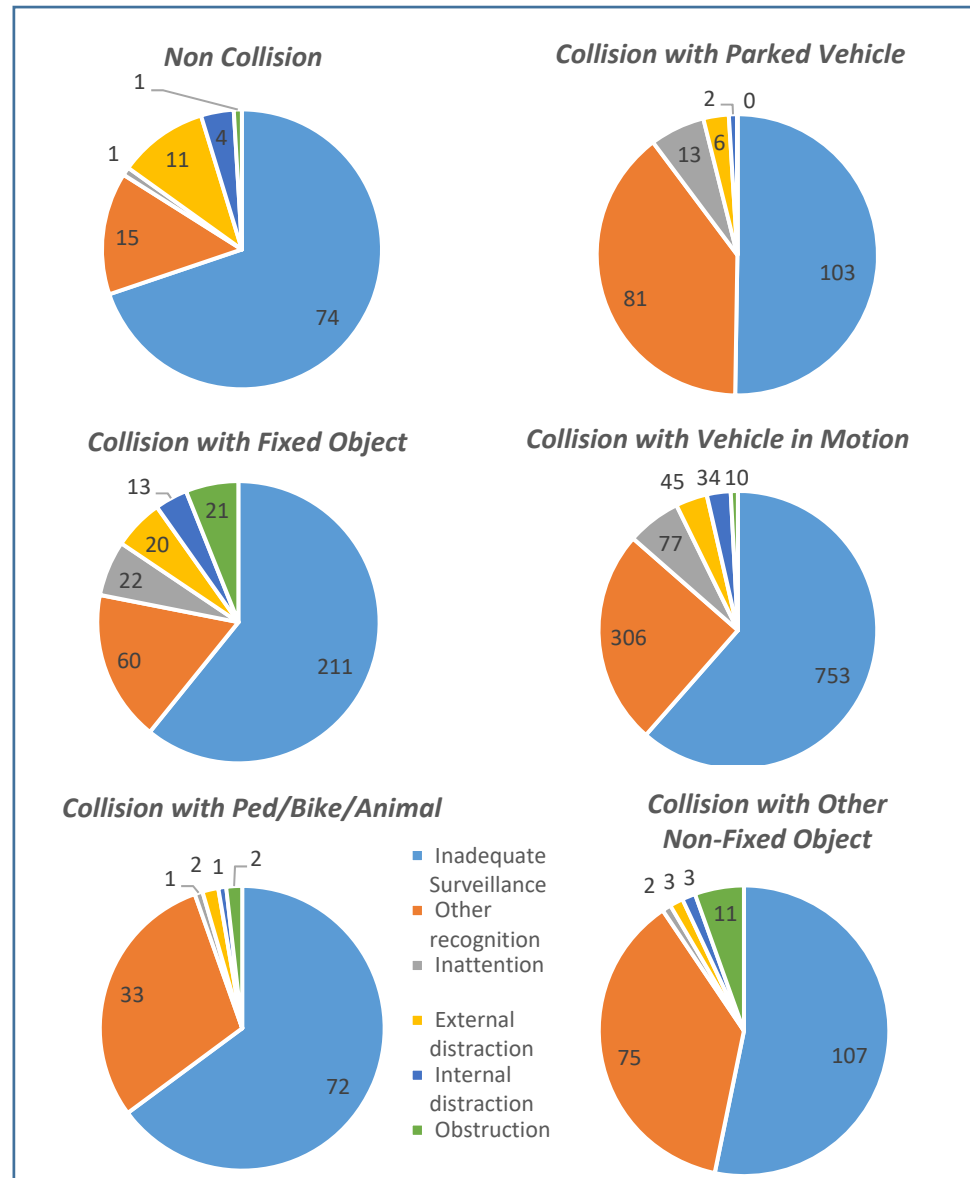 Non Collision
1
4
11
1
15
74
Collision with Parked Vehicle
2
0
6
13
81
103
Collision with Fixed Object
13
21
20
22
60
211
Collision with Vehicle in Motion
45
34
10
77
306
753
Collision with Ped/Bike/Animal
1
2
1
2
33
72
Inadequate
Surveillance
Other
recognition
Inattention
External
distraction
Internal
distraction
Obstruction
Collision with Other
Non-Fixed Object
2
3
3
11
75
107